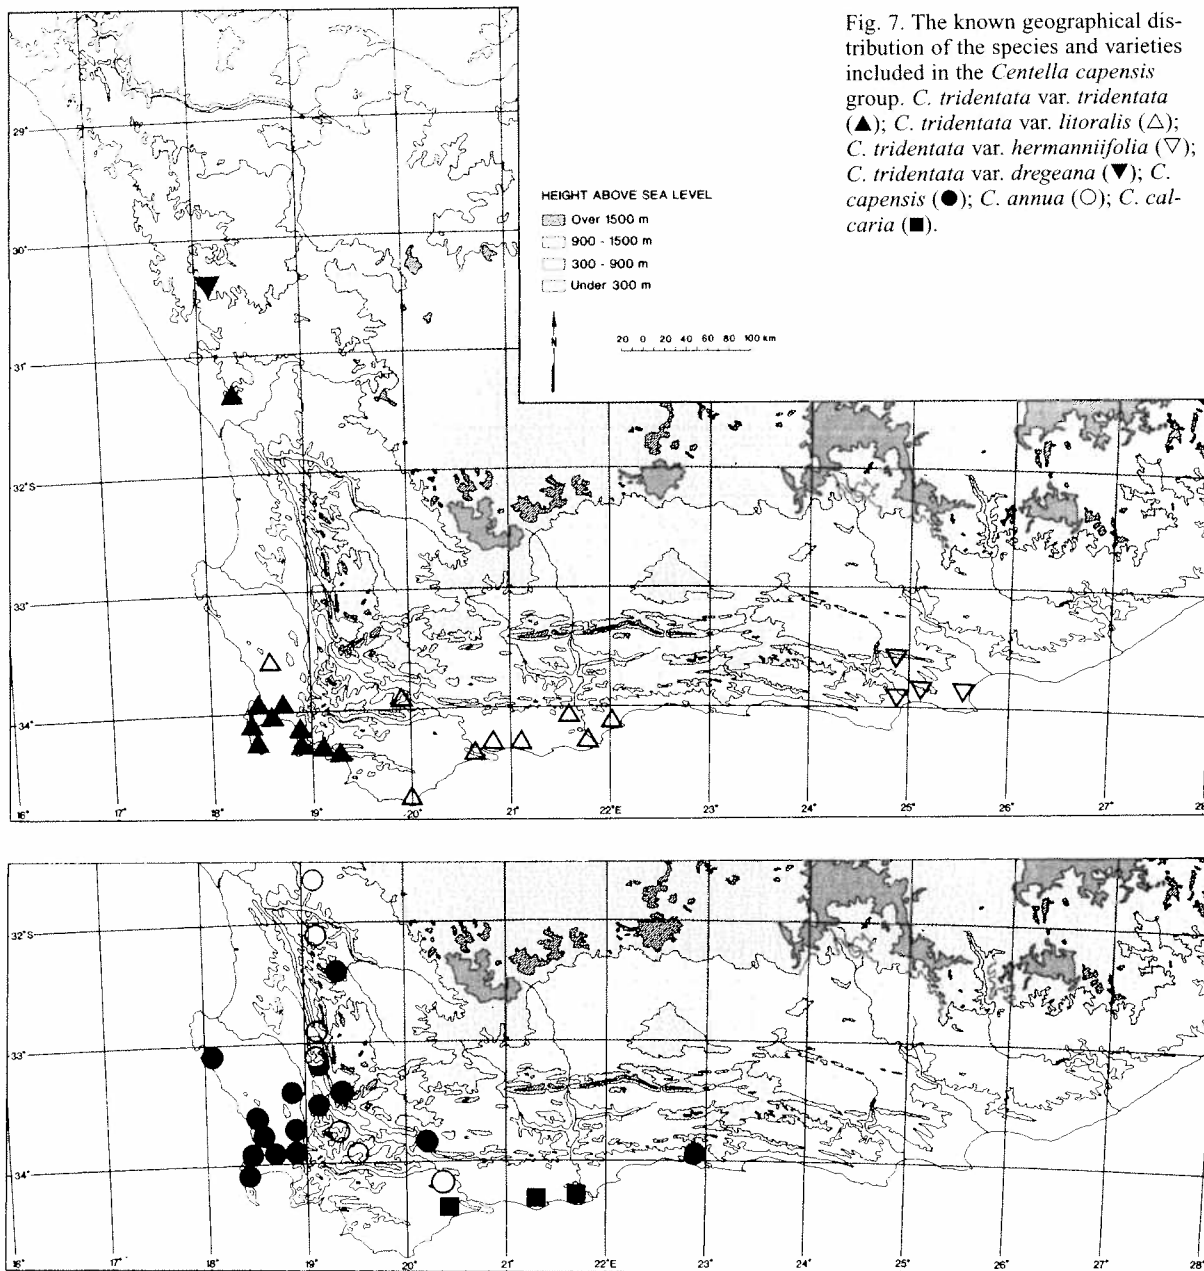 Fig. 7. The known geographical dis-
tribution of the species and varieties
included in the Centella capensis
group. C. tridentata var. tridentata
(▲); C. tridentata var. litoralis (△);
C. tridentata var. hermanniifolia (▽);
C. tridentata var. dregeana (▼); C.
capensis (●); C. annua (○); C. cal-
caria (■).
HEIGHT ABOVE SEA LEVEL
Over 1500 m
900 - 1500 m
300 - 900 m
Under 300 m
N
20 0 20 40 60 80 100 km
29°
30°
31°
32°S
33°
34°
16° 17° 18° 19° 20° 21° 22°E 23° 24° 25° 26° 27° 28
32°S
33°
34°
16° 17° 18° 19° 20° 21° 22°E 23° 24° 25° 26° 27° 28